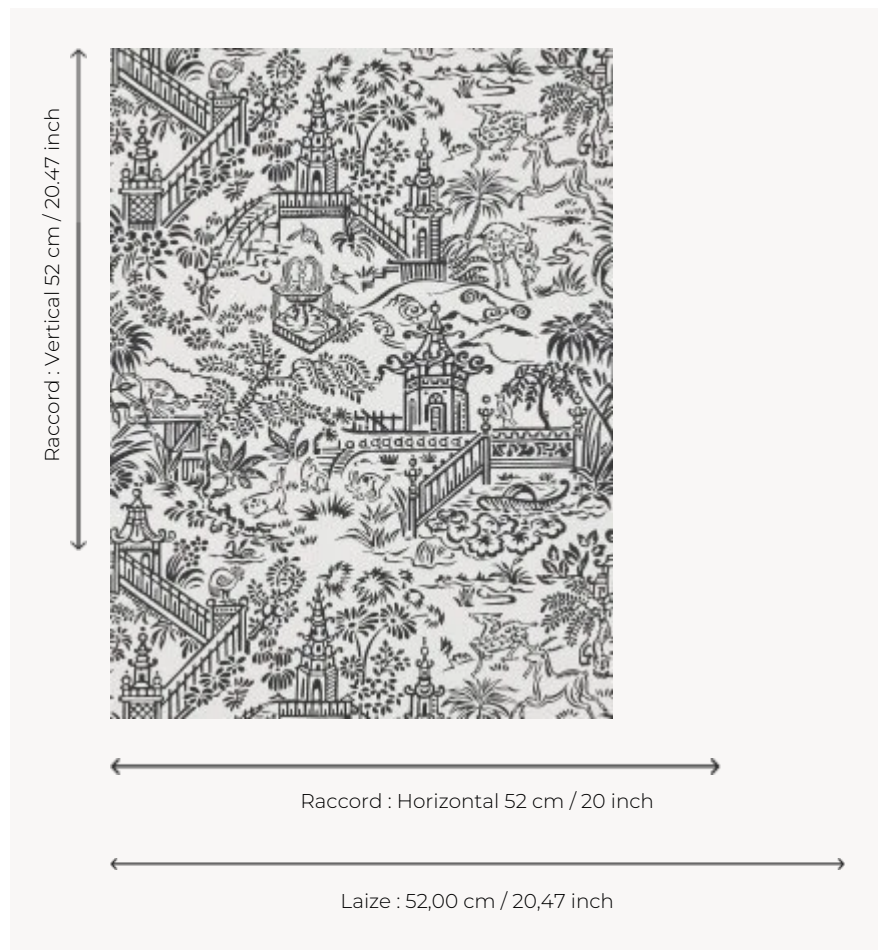 Raccord : Vertical 52 cm / 20.47 inch
Raccord : Horizontal 52 cm / 20 inch
Laize : 52,00 cm / 20,47 inch